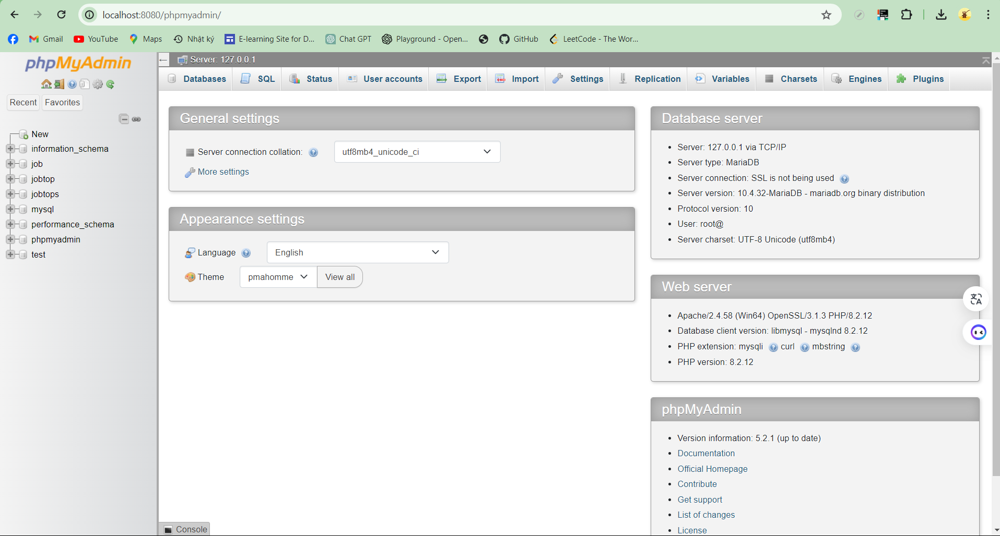 localhost:8080/phpmyadmin/
Gmail YouTube Maps Nhật ký E-learning Site for D... Chat GPT Playground - Open... GitHub LeetCode - The Wor...
phpMyAdmin
Recent Favorites
New
information_schema
job
jobtop
jobtops
mysql
performance_schema
phpmyadmin
test
Server: 127.0.0.1
Databases SQL Status User accounts Export Import Settings Replication Variables Charsets Engines Plugins
General settings
Server connection collation: utf8mb4_unicode_ci
More settings
Appearance settings
Language English
Theme pmahomme View all
Database server
Server: 127.0.0.1 via TCP/IP
Server type: MariaDB
Server connection: SSL is not being used
Server version: 10.4.32-MariaDB - mariadb.org binary distribution
Protocol version: 10
User: root@
Server charset: UTF-8 Unicode (utf8mb4)
Web server
Apache/2.4.58 (Win64) OpenSSL/3.1.3 PHP/8.2.12
Database client version: libmysql - mysqlnd 8.2.12
PHP extension: mysqli curl mbstring
PHP version: 8.2.12
phpMyAdmin
Version information: 5.2.1 (up to date)
Documentation
Official Homepage
Contribute
Get support
List of changes
License
Console